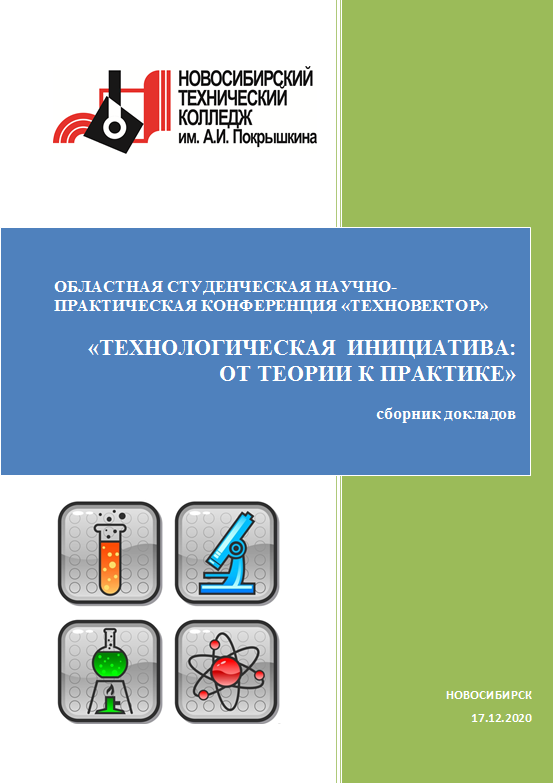 НОВОСИБИРСКИЙ
ТЕХНИЧЕСКИЙ
КОЛЛЕДЖ
им. А.И. Покрышкина
ОБЛАСТНАЯ СТУДЕНЧЕСКАЯ НАУЧНО-
ПРАКТИЧЕСКАЯ КОНФЕРЕНЦИЯ «ТЕХНОВЕКТОР»
«ТЕХНОЛОГИЧЕСКАЯ ИНИЦИАТИВА:
ОТ ТЕОРИИ К ПРАКТИКЕ»
сборник докладов
НОВОСИБИРСК
17.12.2020